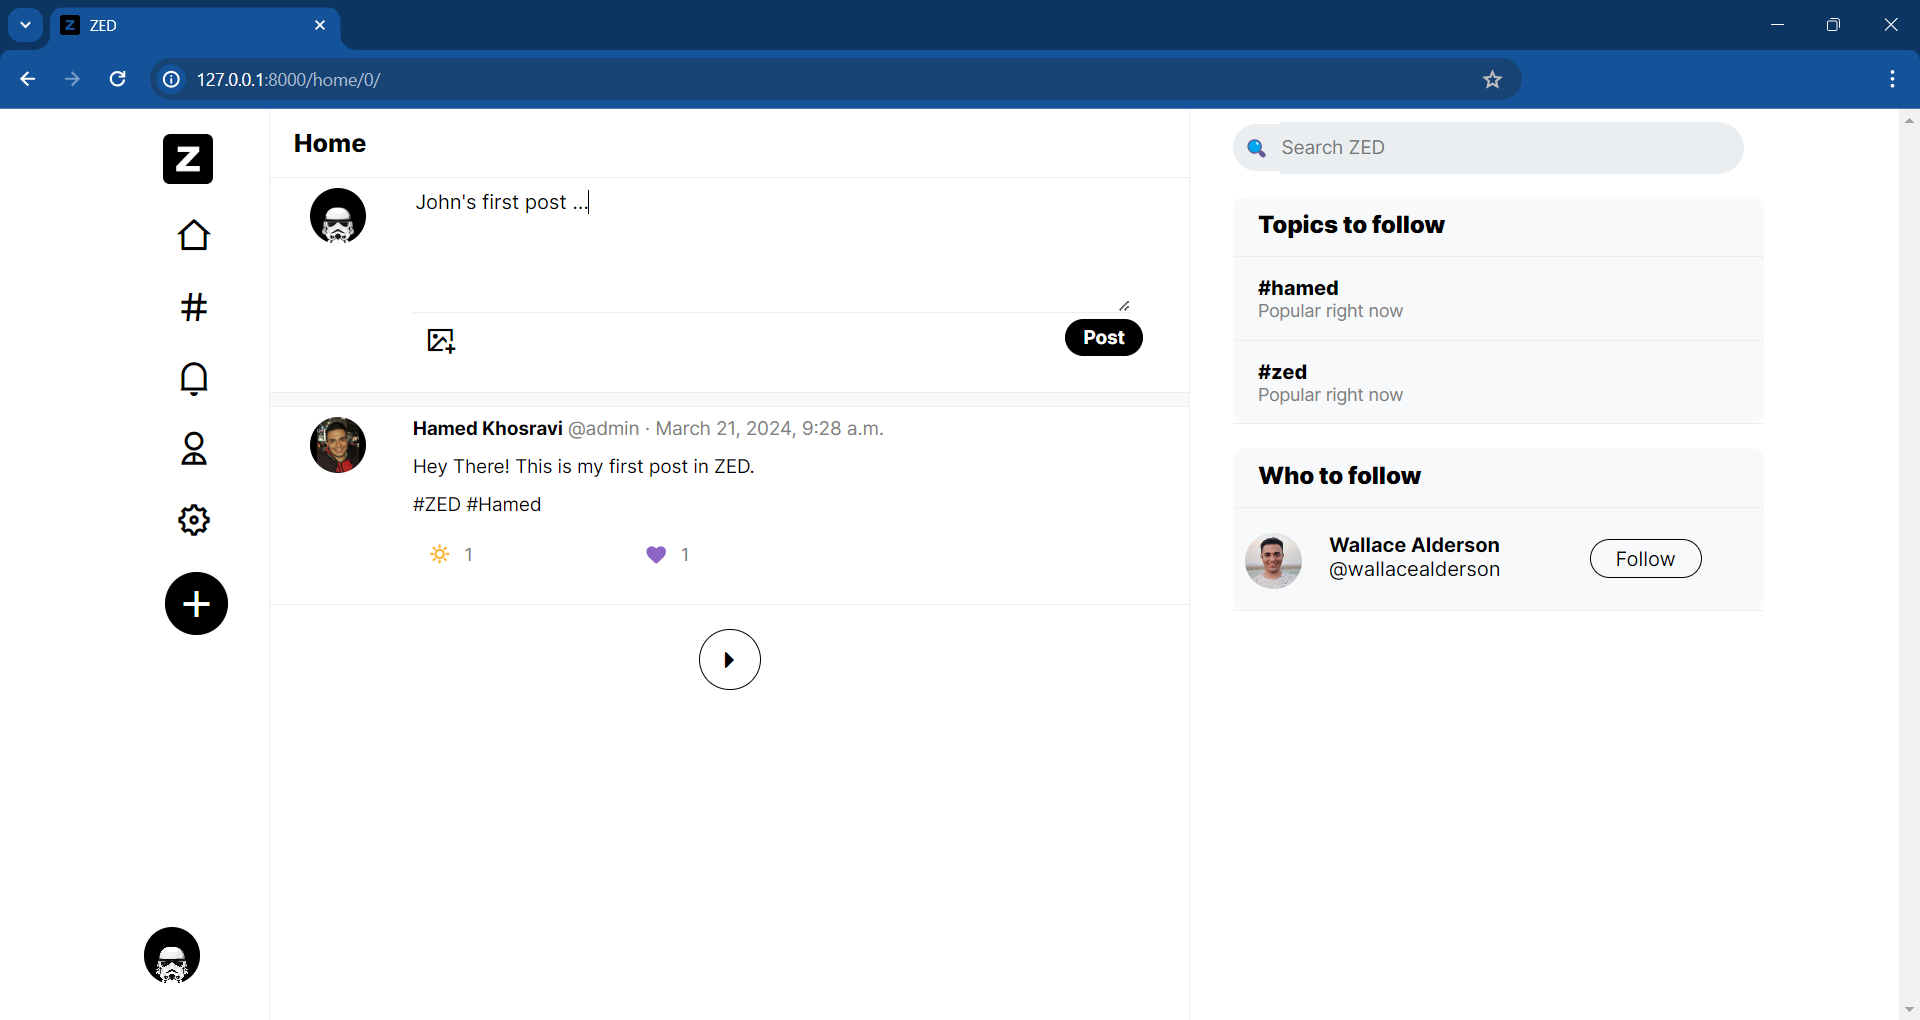 Z ZED
127.0.0.1:8000/home/0/
Z
Home
John's first post ...
Post
Hamed Khosravi @admin · March 21, 2024, 9:28 a.m.
Hey There! This is my first post in ZED.
#ZED #Hamed
1 1
Search ZED
Topics to follow
#hamed
Popular right now
#zed
Popular right now
Who to follow
Wallace Alderson
@wallacealderson
Follow